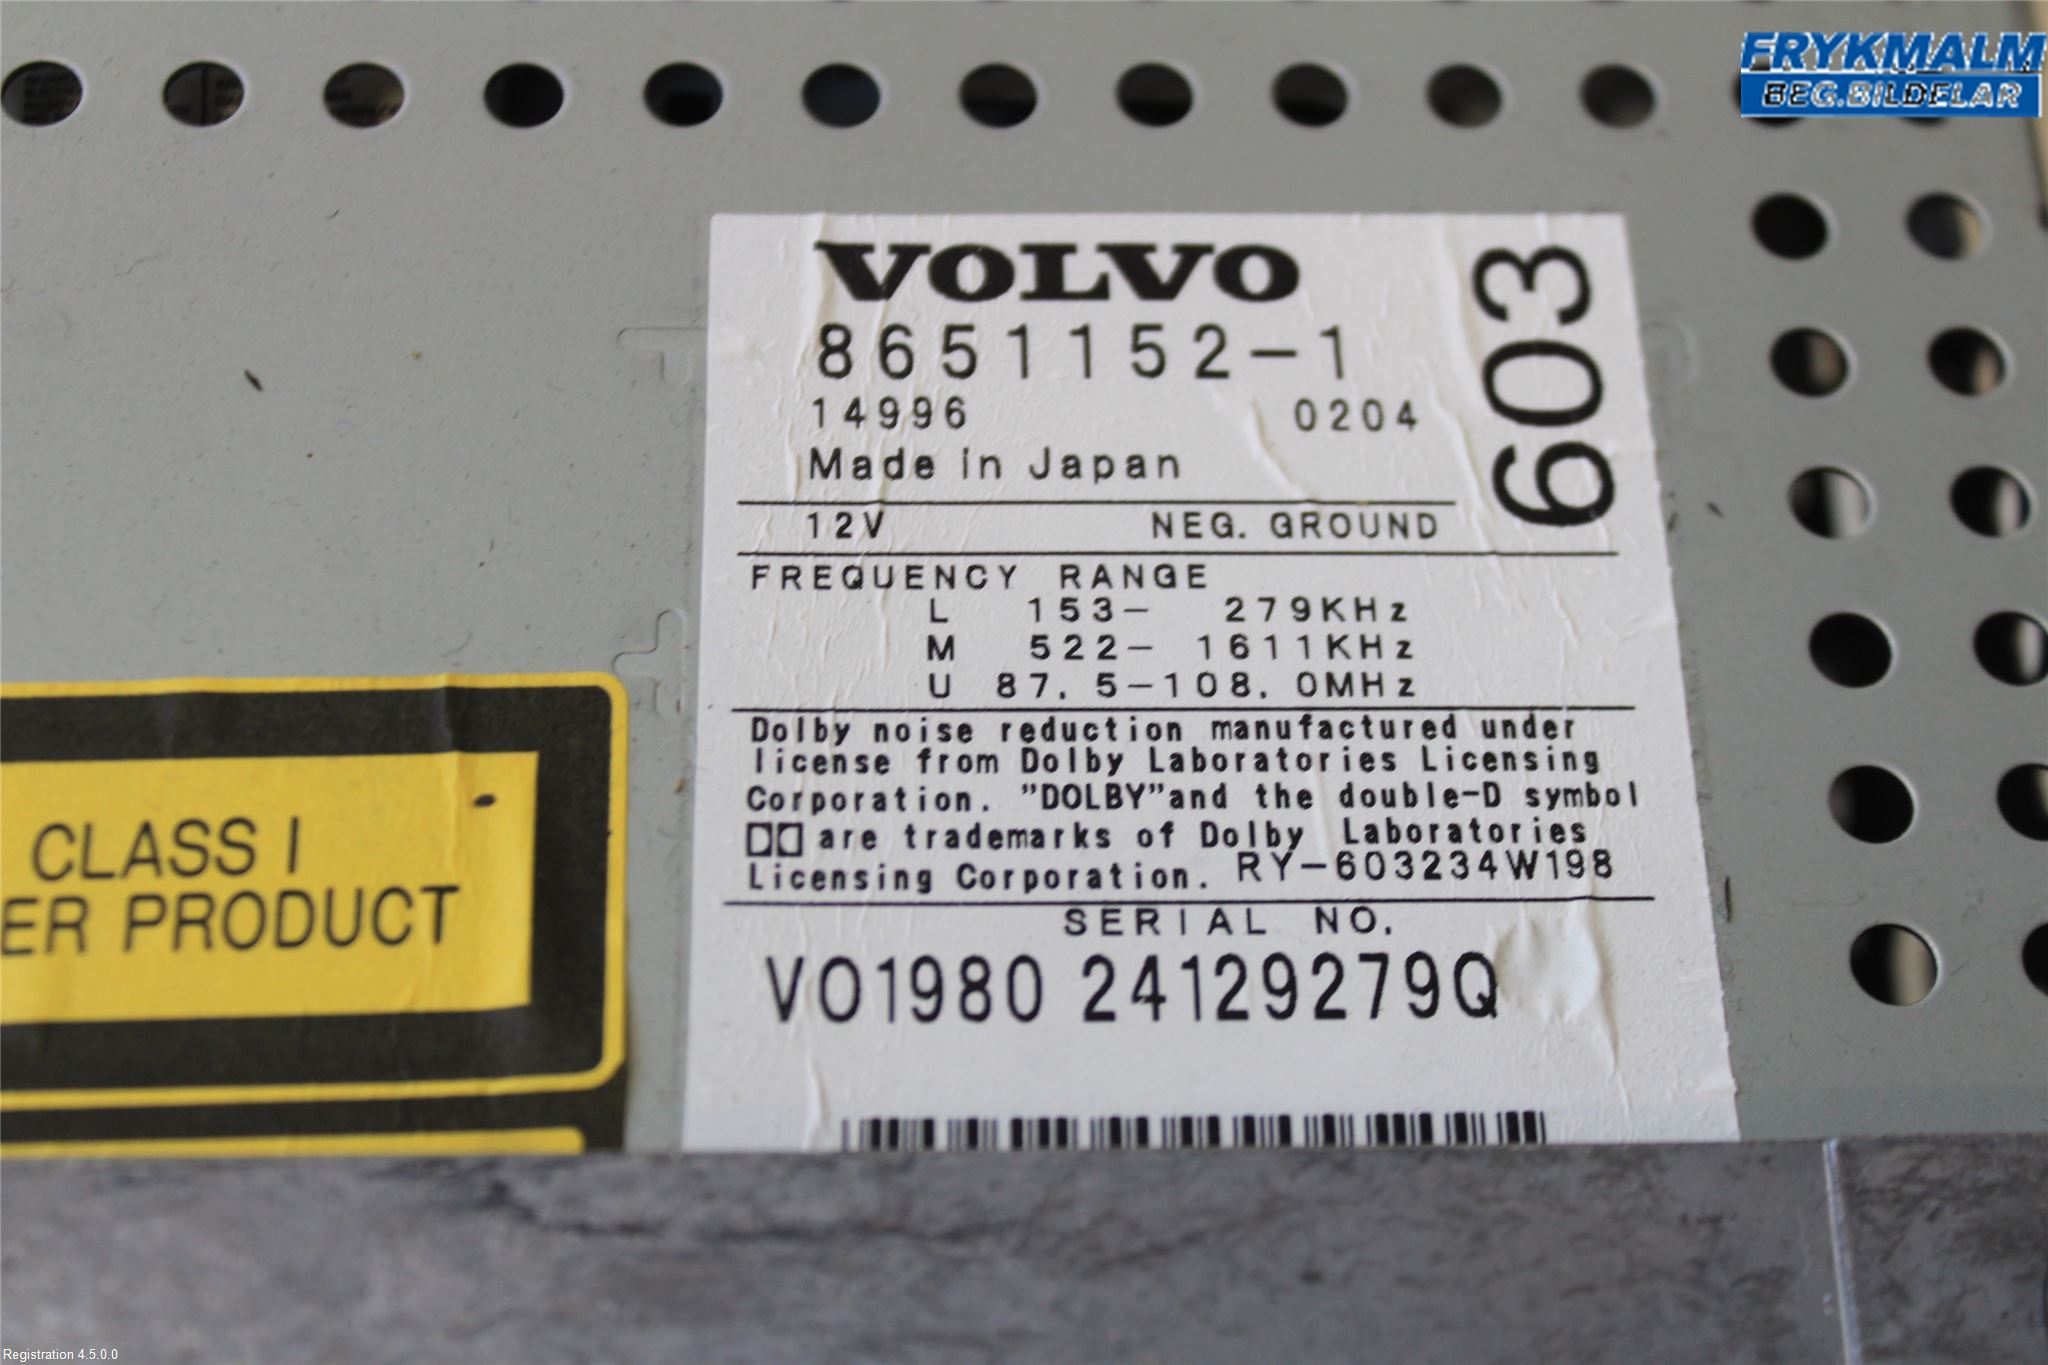 FRYKMALM
BEG.BILDELAR
VOLVO
603
8651152-1
14996 0204
Made in Japan
12V NEG. GROUND
FREQUENCY RANGE
L 153- 279KHz
M 522- 1611KHz
U 87.5-108.0MHz
Dolby noise reduction manufactured under
license from Dolby Laboratories Licensing
Corporation. "DOLBY"and the double-D symbol
are trademarks of Dolby Laboratories
Licensing Corporation. RY-603234W198
SERIAL NO.
VO1980 24129279Q
CLASS I
ER PRODUCT
Registration 4.5.0.0